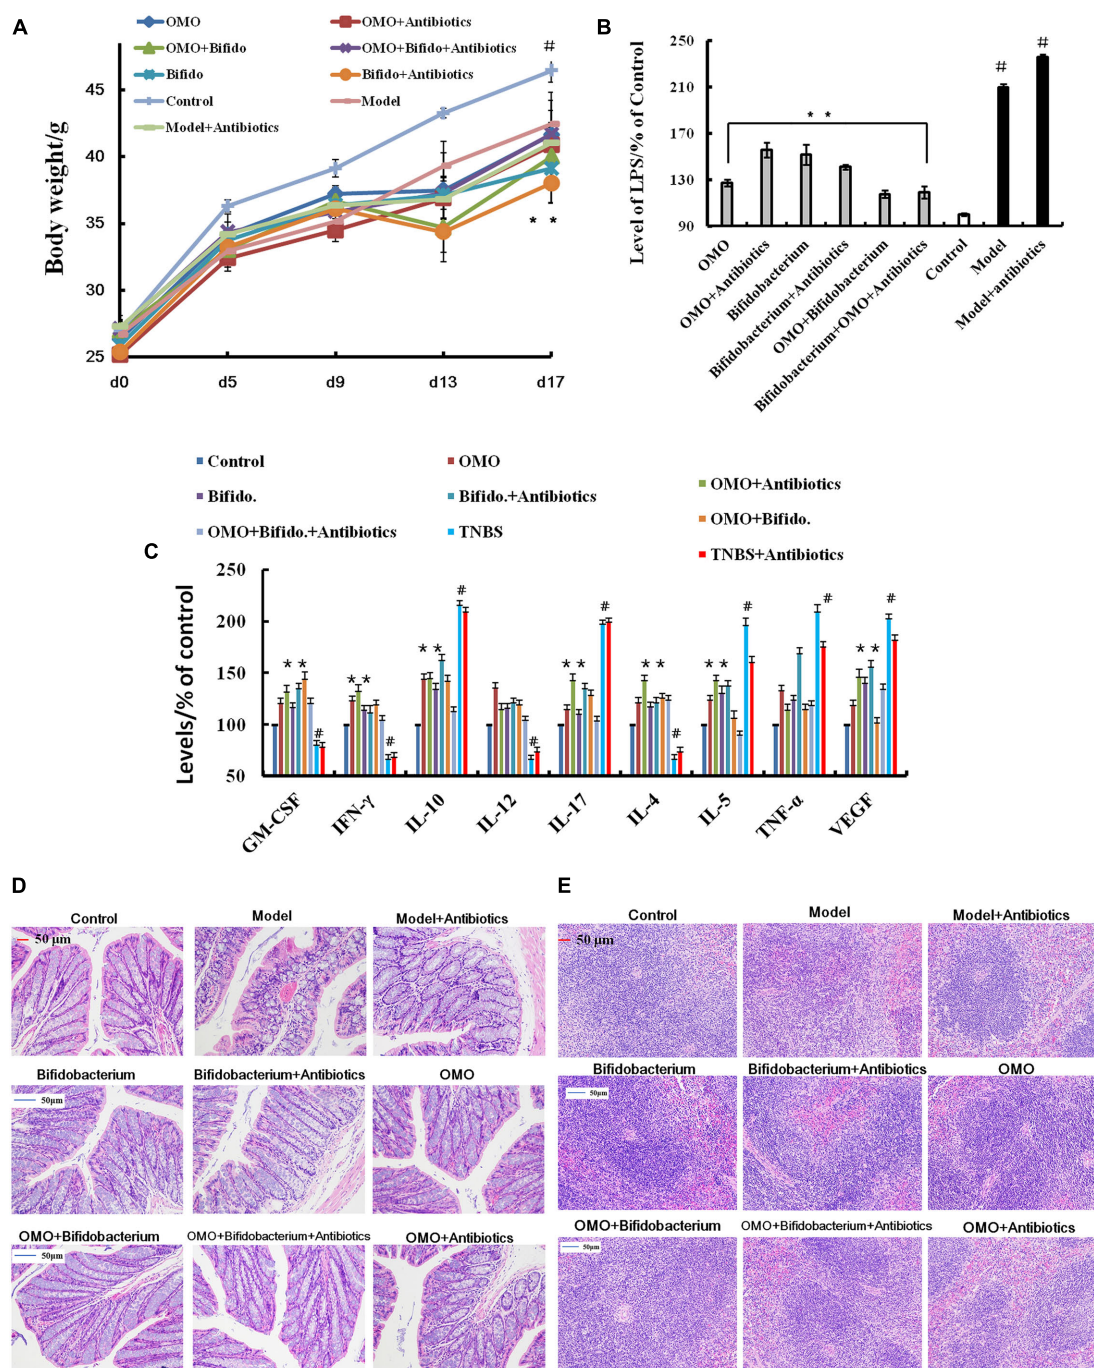 A
OMO
OMO+Antibiotics
OMO+Bifido
OMO+Bifido+Antibiotics
Bifido
Bifido+Antibiotics
Control
Model
Model+Antibiotics
Body weight/g
45
40
35
30
25
d0 d5 d9 d13 d17
#
* *
B
Level of LPS/% of Control
250
210
170
130
90
* *
#
#
OMO
OMO+Antibiotics
Bifidobacterium
Bifidobacterium+Antibiotics
OMO+Bifidobacterium
Bifidobacterium+OMO+Antibiotics
Control
Model
Model+antibiotics
C
Control
OMO
OMO+Antibiotics
Bifido.
Bifido.+Antibiotics
OMO+Bifido.
OMO+Bifido.+Antibiotics
TNBS
TNBS+Antibiotics
Levels/% of control
250
200
150
100
50
* * # * * # * * # # * * # * * # * * # # * * #
GM-CSF
IFN-γ
IL-10
IL-12
IL-17
IL-4
IL-5
TNF-α
VEGF
D
Control Model Model+Antibiotics
50 μm
Bifidobacterium Bifidobacterium+Antibiotics OMO
50μm
OMO+Bifidobacterium OMO+Bifidobacterium+Antibiotics OMO+Antibiotics
50μm
E
Control Model Model+Antibiotics
50 μm
Bifidobacterium Bifidobacterium+Antibiotics OMO
50μm
OMO+Bifidobacterium OMO+Bifidobacterium+Antibiotics OMO+Antibiotics
50μm